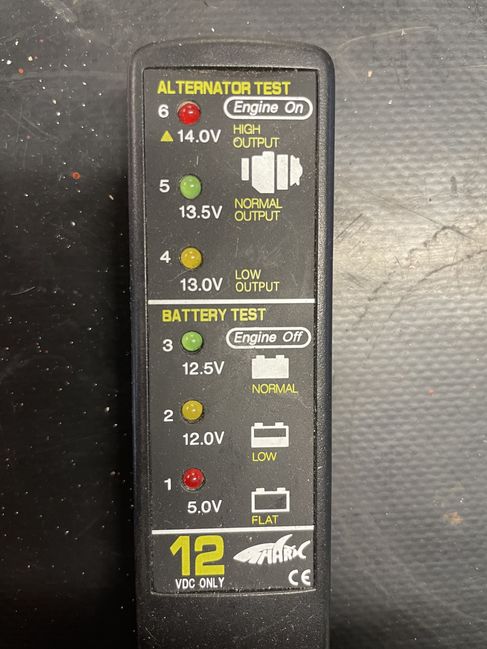 ALTERNATOR TEST
6 Engine On
▲ 14.0V HIGH OUTPUT
5
13.5V NORMAL OUTPUT
4
13.0V LOW OUTPUT
BATTERY TEST
3 Engine Off
12.5V
NORMAL
2
12.0V
LOW
1
5.0V
FLAT
12 SHARK
VDC ONLY CE